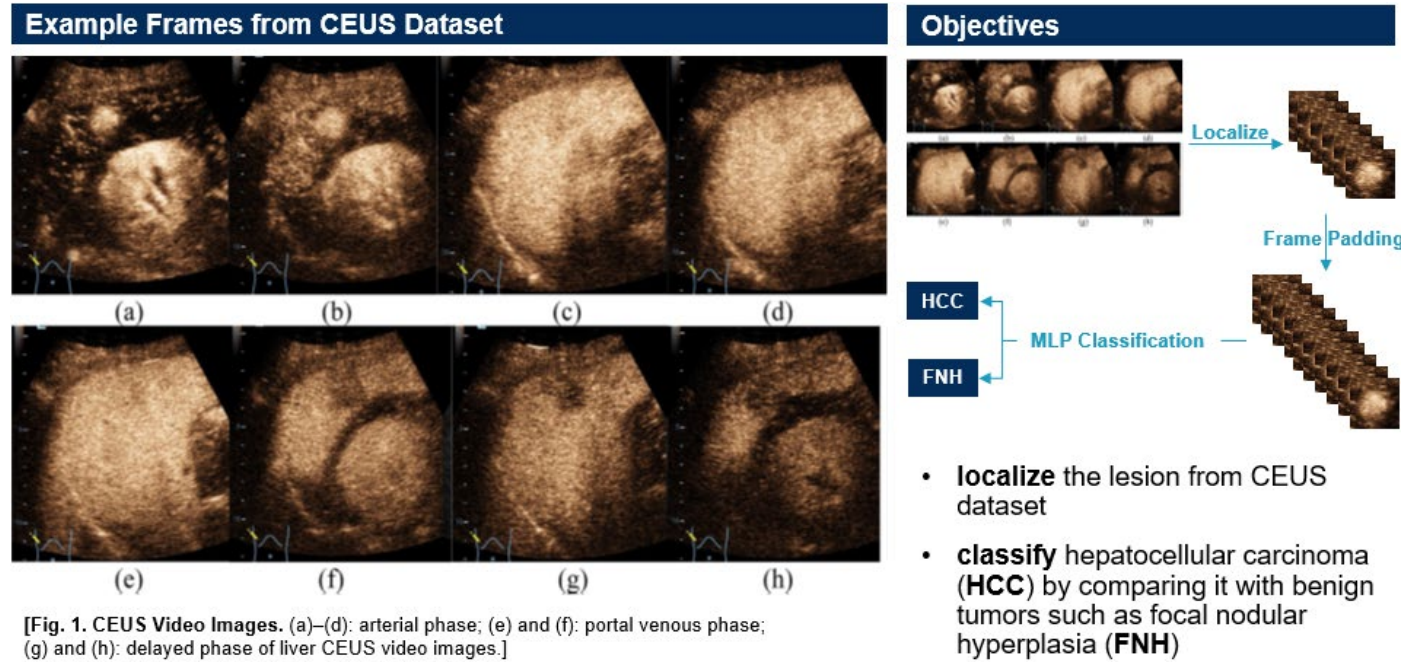 Example Frames from CEUS Dataset
(a) (b) (c) (d)
(e) (f) (g) (h)
[Fig. 1. CEUS Video Images. (a)–(d): arterial phase; (e) and (f): portal venous phase;
(g) and (h): delayed phase of liver CEUS video images.]
Objectives
(a) (b) (c) (d)
(e) (f) (g) (h)
Localize
Frame Padding
HCC
MLP Classification
FNH
• localize the lesion from CEUS
dataset
• classify hepatocellular carcinoma
(HCC) by comparing it with benign
tumors such as focal nodular
hyperplasia (FNH)